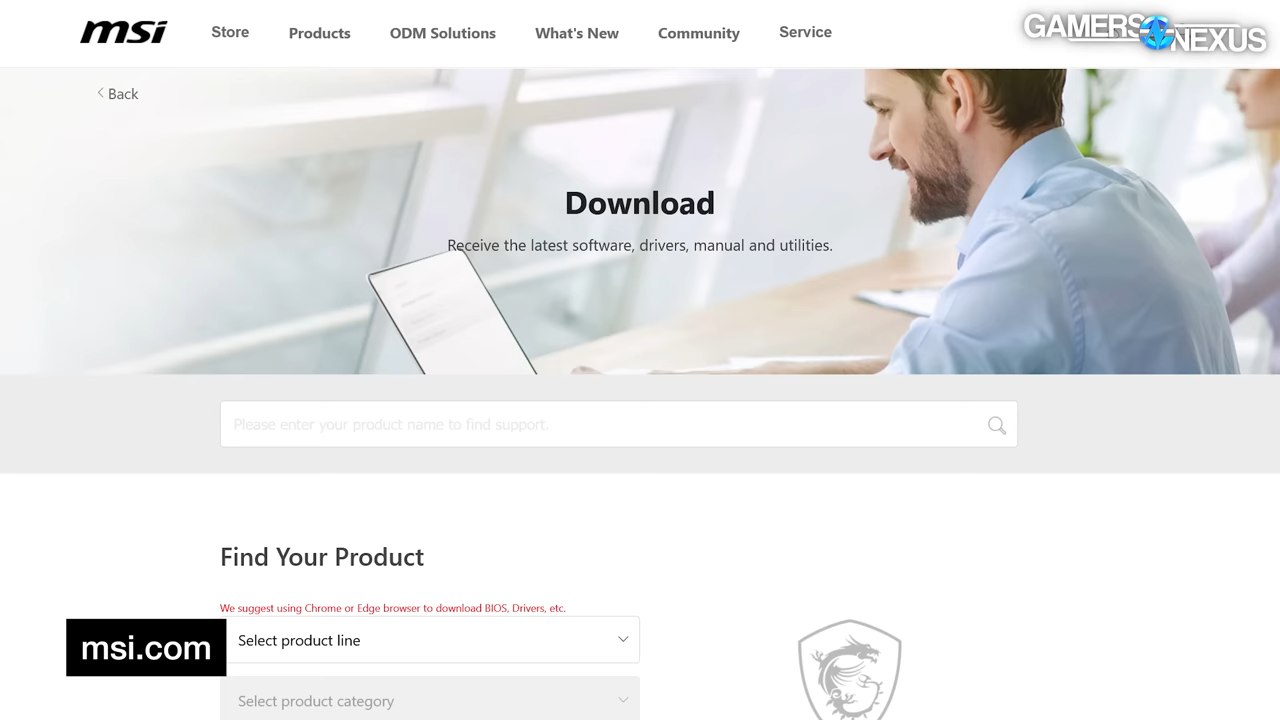 msi
Store
Products
ODM Solutions
What's New
Community
Service
GAMERS
NEXUS
Back
Download
Receive the latest software, drivers, manual and utilities.
Please enter your product name to find support.
Find Your Product
We suggest using Chrome or Edge browser to download BIOS, Drivers, etc.
Select product line
msi.com
Select product category